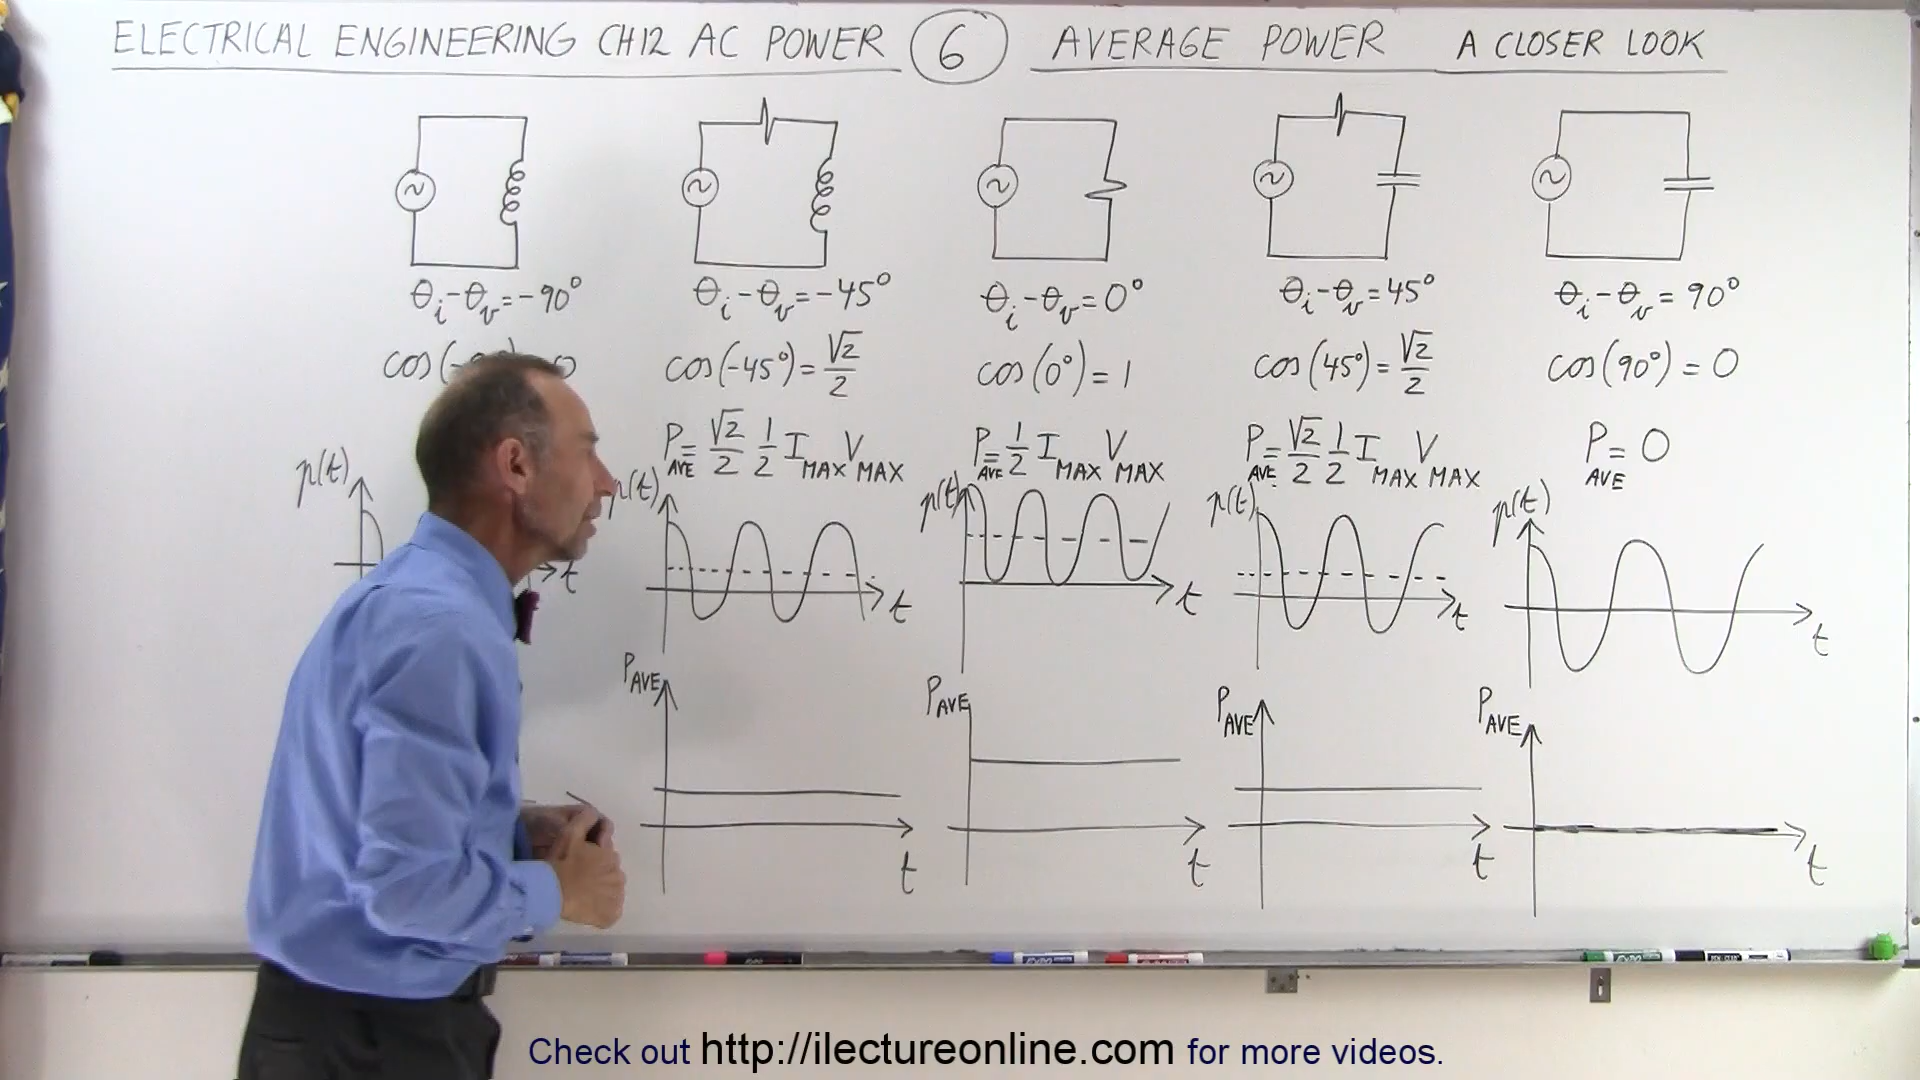 ELECTRICAL ENGINEERING CH12 AC POWER 6 AVERAGE POWER A CLOSER LOOK
θi-θv=-90° θi-θv=-45° θi-θv=0° θi-θv=45° θi-θv=90°
cos(- 0 cos(-45°)=√2/2 cos(0°)=1 cos(45°)=√2/2 cos(90°)=0
PAVE=√2/2 1/2 IMAX VMAX PAVE=1/2 IMAX VMAX PAVE=√2/2 1/2 IMAX VMAX PAVE=0
p(t) p(t) p(t) p(t) p(t)
t t t t t
PAVE PAVE PAVE PAVE
t t t t
Check out http://ilectureonline.com for more videos.